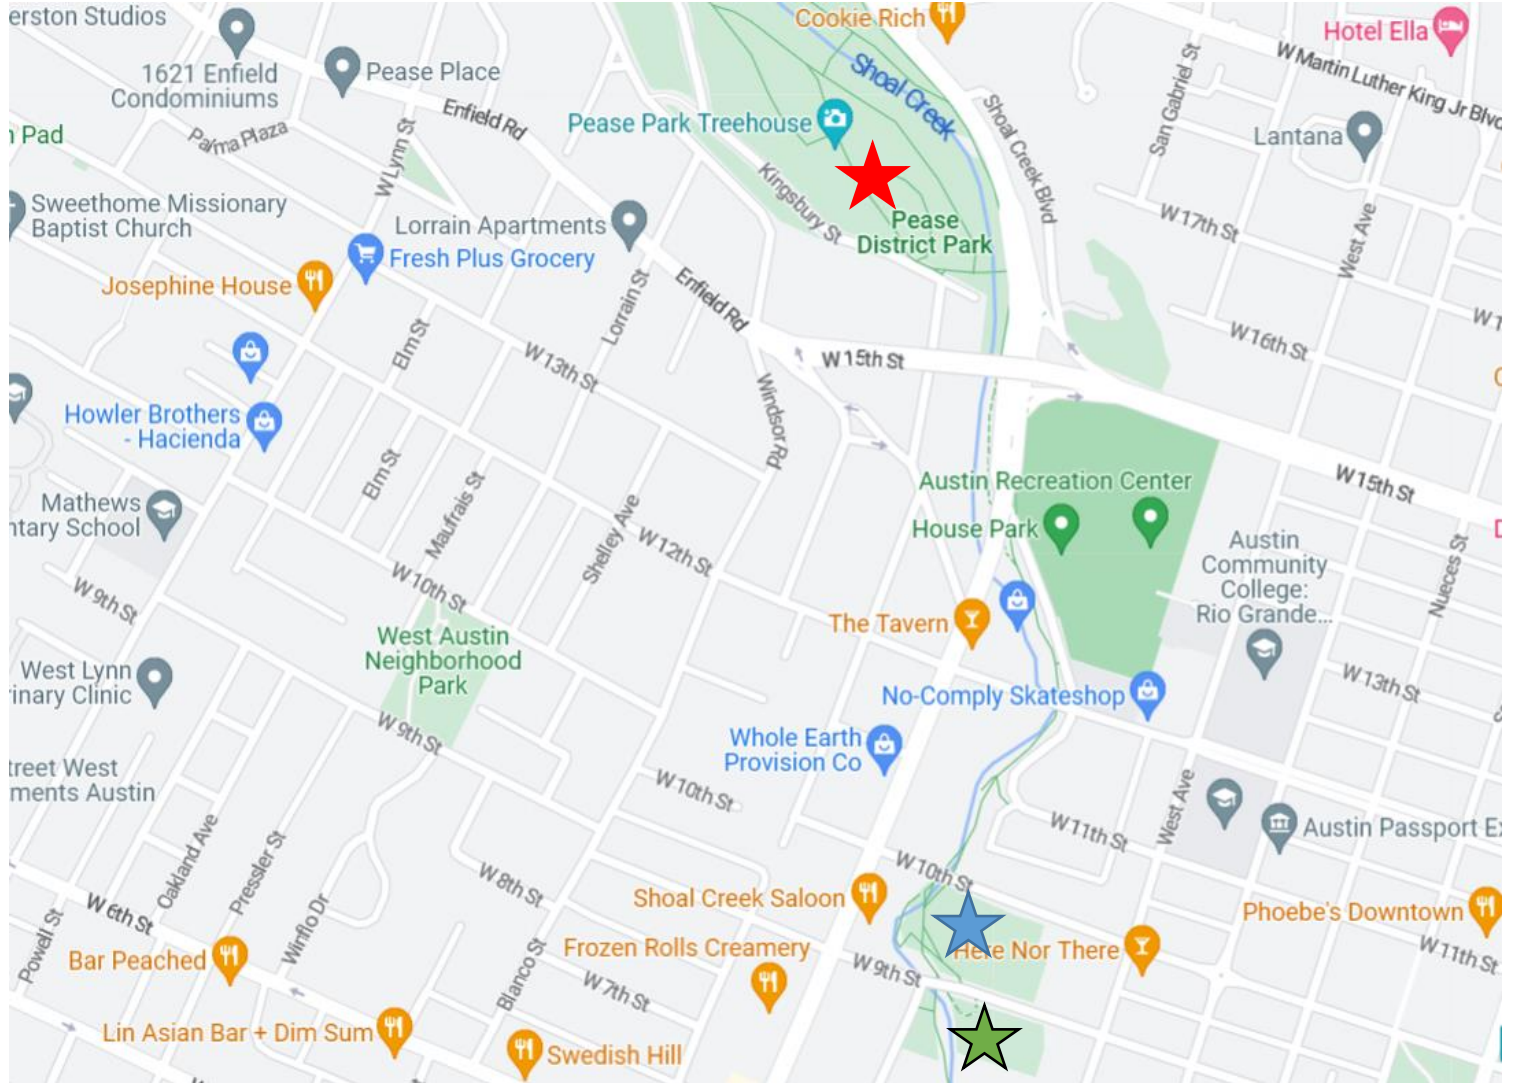 erston Studios
Cookie Rich
Hotel Ella
W Martin Luther King Jr Blvd
1621 Enfield
Condominiums
Pease Place
Enfield Rd
Shoal Creek
San Gabriel St
Pease Park Treehouse
Shoal Creek Blvd
Lantana
n Pad
Palma Plaza
W Lynn St
Kingsbury St
Sweethome Missionary
Baptist Church
Lorrain Apartments
Pease
District Park
W 17th St
West Ave
Fresh Plus Grocery
Josephine House
Enfield Rd
Lorrain St
Elm St
W 13th St
W 15th St
W 16th St
W 1
Windsor Rd
Howler Brothers
- Hacienda
Elm St
Maufrais St
Austin Recreation Center
W 15th St
Mathews
ntary School
House Park
Shelley Ave
W 12th St
Austin
Community
College:
Rio Grande...
Nueces St
W 10th St
W 9th St
The Tavern
West Austin
Neighborhood
Park
West Lynn
rinary Clinic
No-Comply Skateshop
W 13th St
W 9th St
Whole Earth
Provision Co
treet West
ments Austin
W 10th St
West Ave
W 11th St
Austin Passport Ex
Oakland Ave
Pressler St
W 10th St
W 8th St
Shoal Creek Saloon
Phoebe's Downtown
W 6th St
Powell St
Winflo Dr
Bar Peached
Frozen Rolls Creamery
Here Nor There
W 11th St
Blanco St
W 7th St
W 9th St
Lin Asian Bar + Dim Sum
Swedish Hill